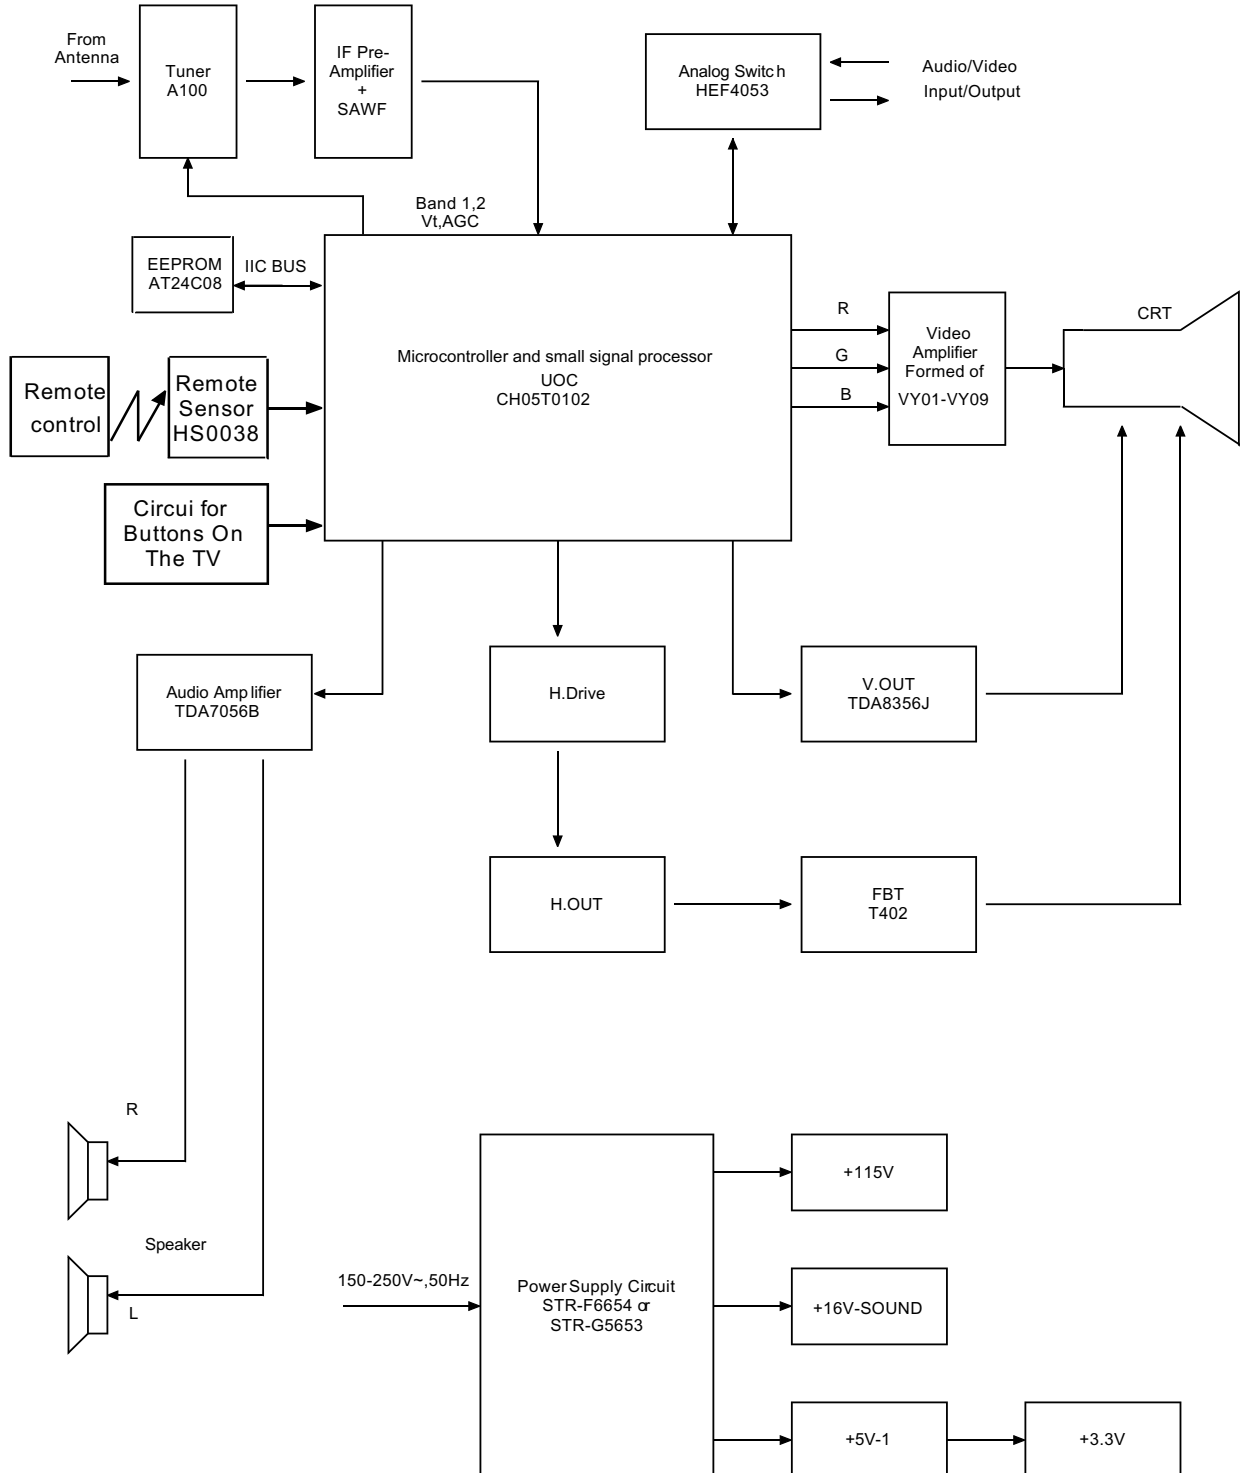 From
Antenna
Tuner
A100
IF Pre-
Amplifier
+
SAWF
Analog Switch
HEF4053
Audio/Video
Input/Output
Band 1,2
Vt,AGC
EEPROM
AT24C08
IIC BUS
Remote
control
Remote
Sensor
HS0038
Circui for
Buttons On
The TV
Microcontroller and small signal processor
UOC
CH05T0102
R
G
B
Video
Amplifier
Formed of
VY01-VY09
CRT
Audio Amplifier
TDA7056B
H.Drive
V.OUT
TDA8356J
H.OUT
FBT
T402
R
Speaker
L
150-250V~,50Hz
Power Supply Circuit
STR-F6654 or
STR-G5653
+115V
+16V-SOUND
+5V-1
+3.3V